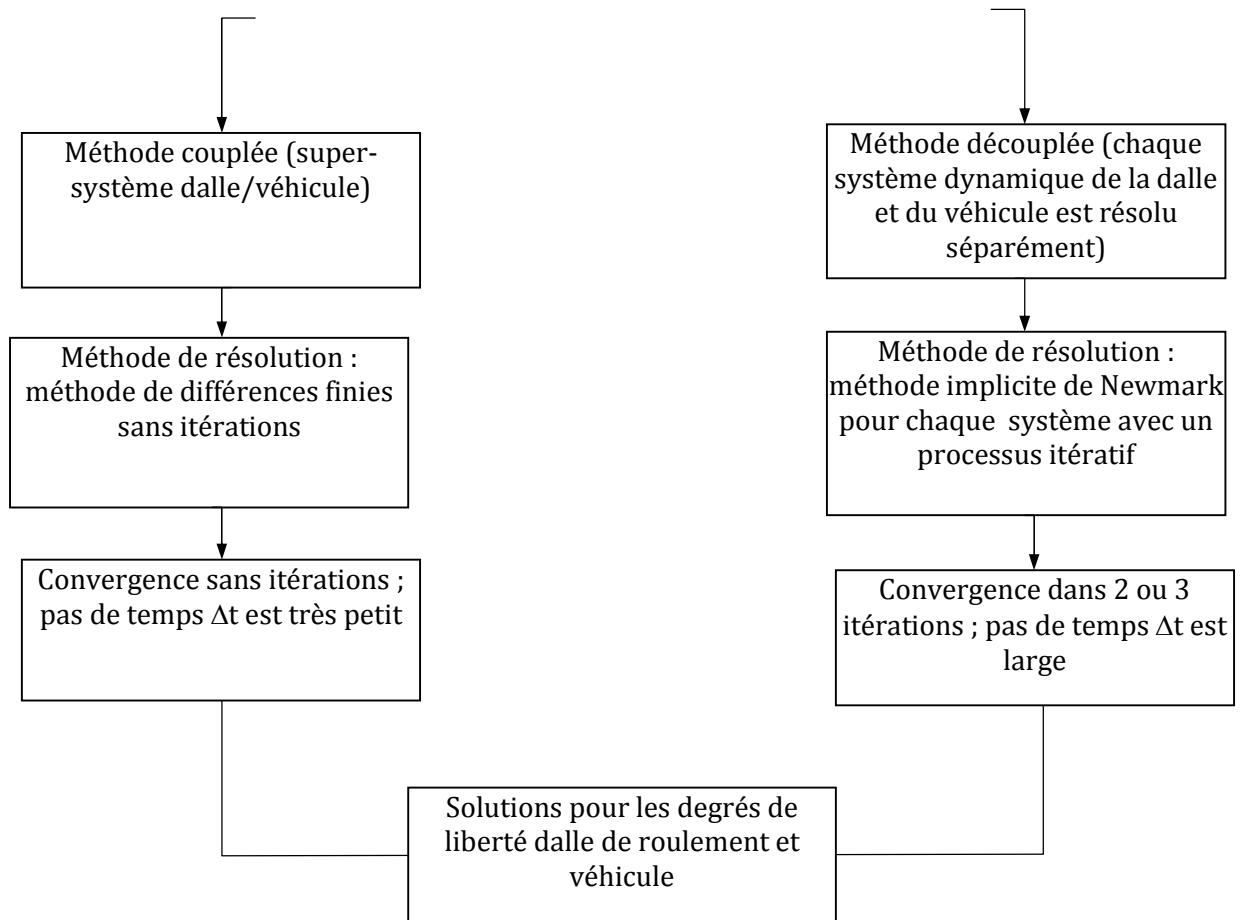 Méthode couplée (super-
système dalle/véhicule)
Méthode de résolution :
méthode de différences finies
sans itérations
Convergence sans itérations ;
pas de temps Δt est très petit
Méthode découplée (chaque
système dynamique de la dalle
et du véhicule est résolu
séparément)
Méthode de résolution :
méthode implicite de Newmark
pour chaque système avec un
processus itératif
Convergence dans 2 ou 3
itérations ; pas de temps Δt est
large
Solutions pour les degrés de
liberté dalle de roulement et
véhicule